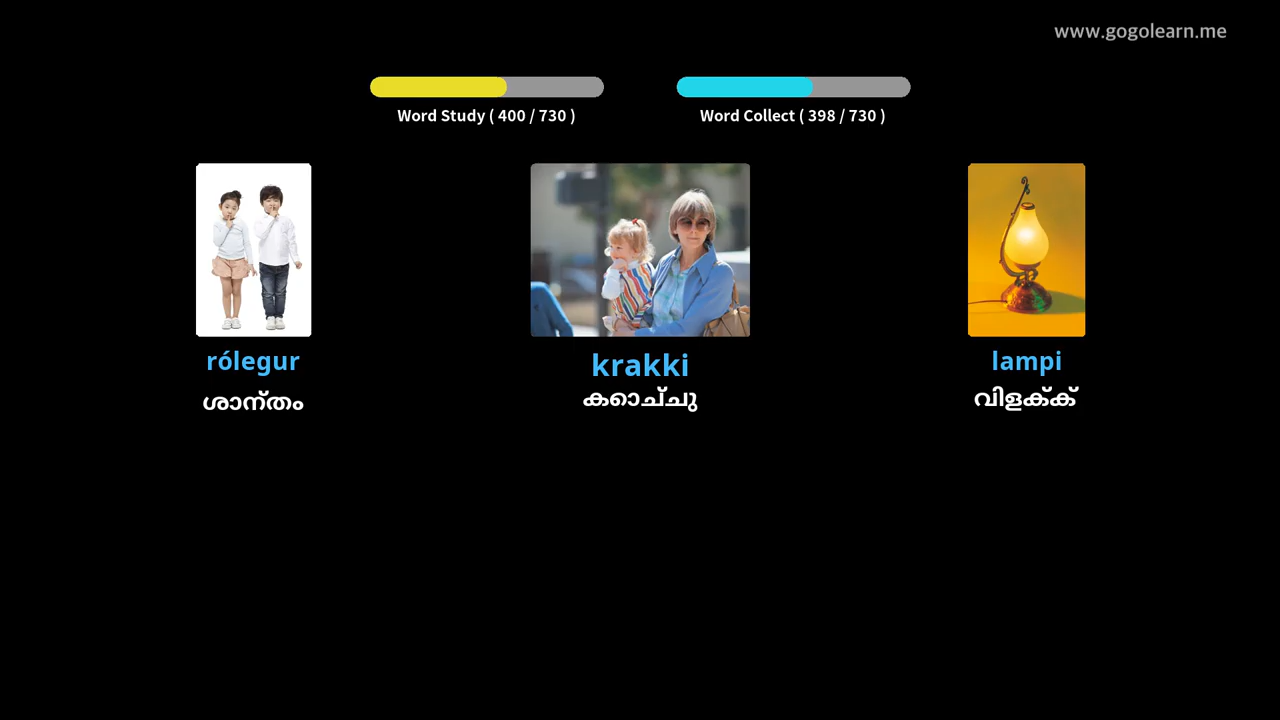 www.gogolearn.me
Word Study ( 400 / 730 )
Word Collect ( 398 / 730 )
rólegur
krakki
lampi
ശാന്തം
കൊച്ചു
വിളക്ക്